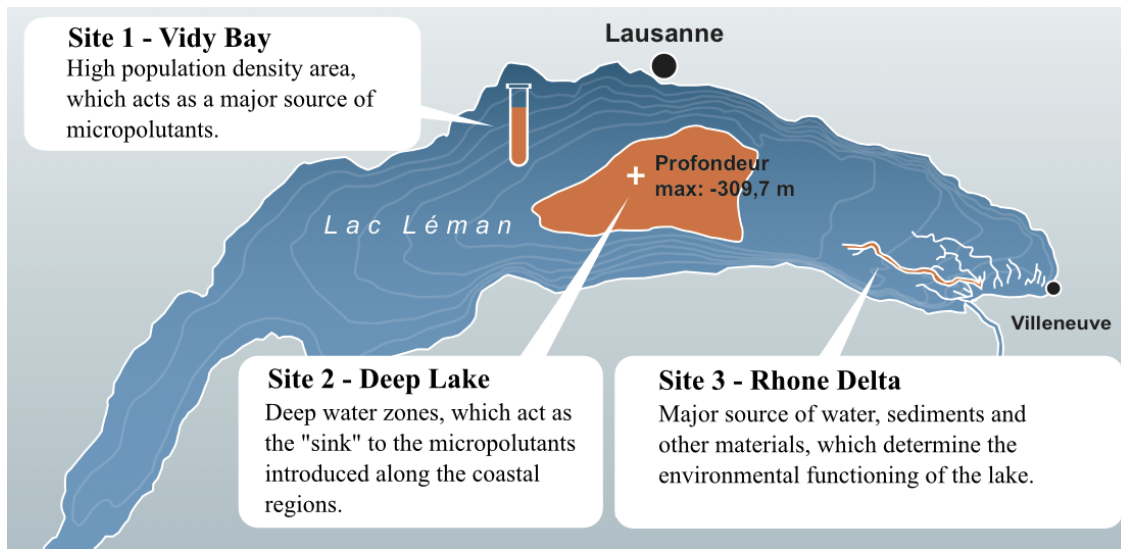 Site 1 - Vidy Bay
High population density area,
which acts as a major source of
micropolutants.
Lausanne
Profondeur
max: -309,7 m
Lac Léman
Villeneuve
Site 2 - Deep Lake
Deep water zones, which act as
the "sink" to the micropolutants
introduced along the coastal
regions.
Site 3 - Rhone Delta
Major source of water, sediments and
other materials, which determine the
environmental functioning of the lake.